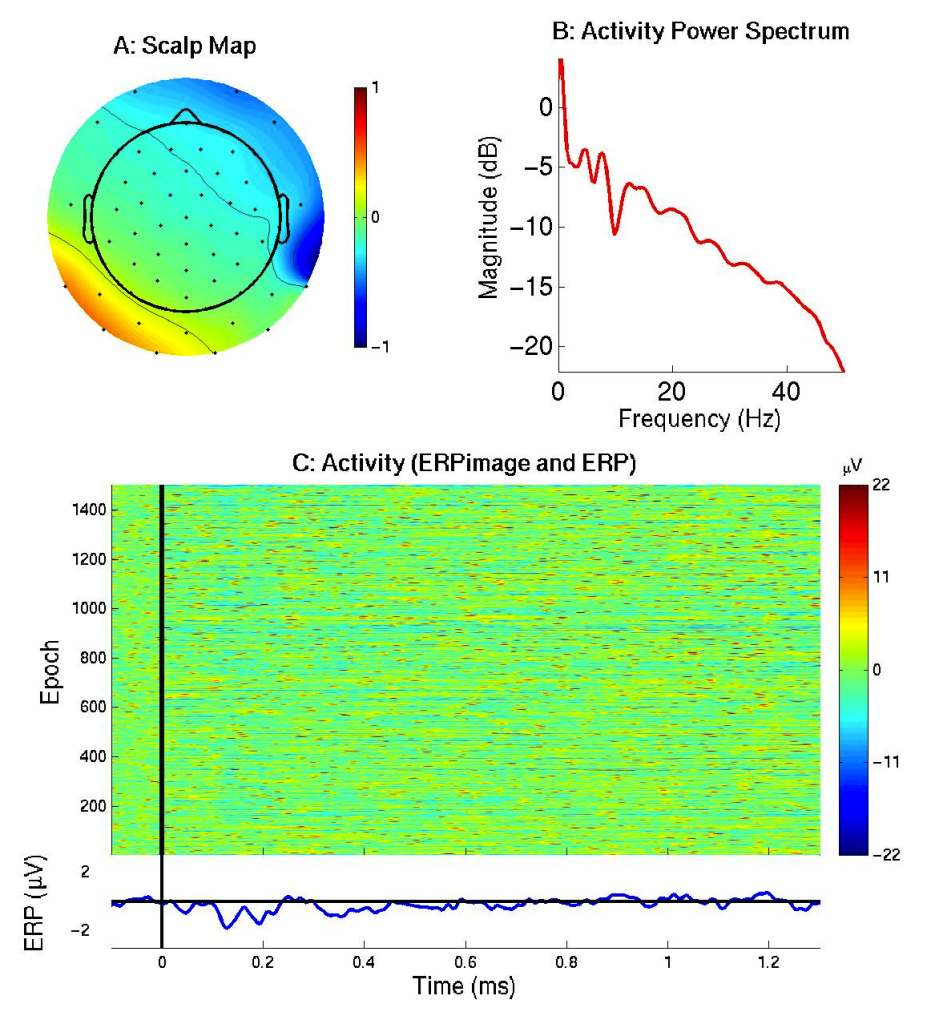 A: Scalp Map
1
0
−1
B: Activity Power Spectrum
Magnitude (dB)
0
−5
−10
−15
−20
0 20 40
Frequency (Hz)
C: Activity (ERPimage and ERP)
Epoch
1400
1200
1000
800
600
400
200
μV
22
11
0
−11
−22
ERP (μV)
2
−2
0 0.2 0.4 0.6 0.8 1 1.2
Time (ms)